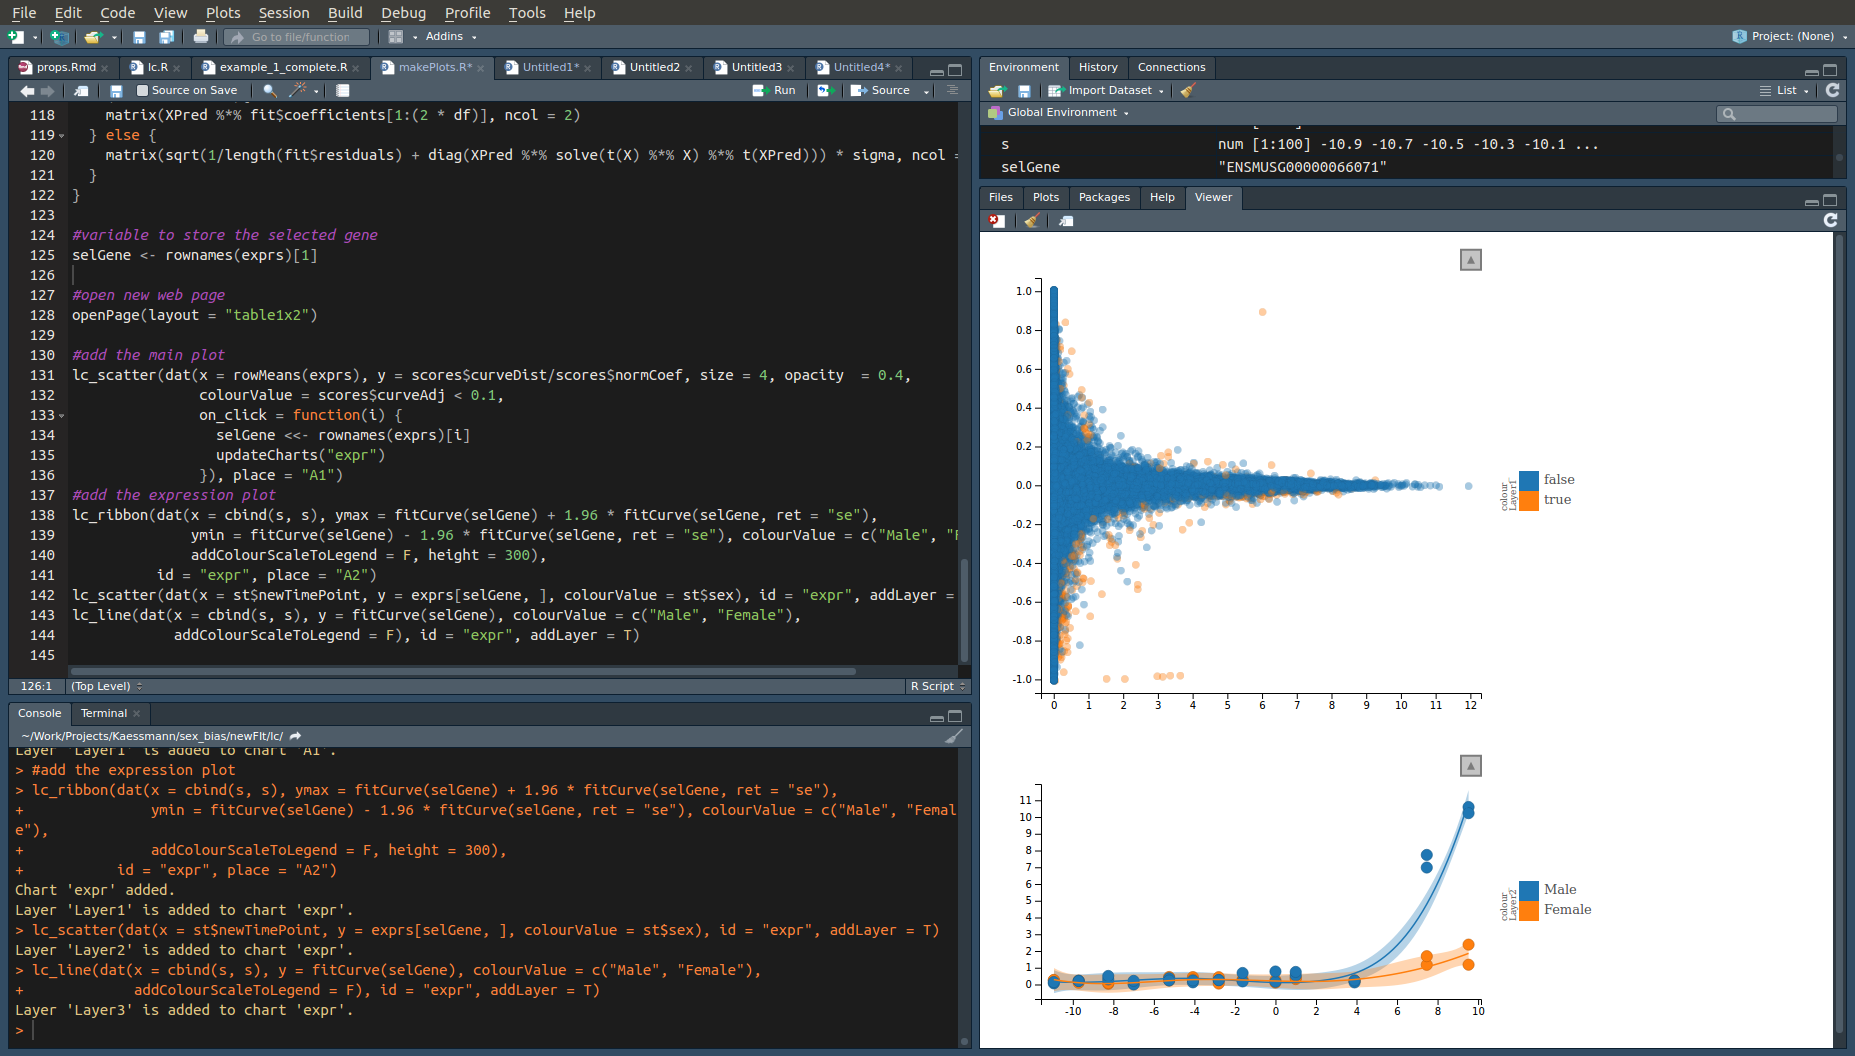 File Edit Code View Plots Session Build Debug Profile Tools Help
Go to file/function Addins Project: (None)
props.Rmd lc.R example_1_complete.R makePlots.R* Untitled1* Untitled2 Untitled3 Untitled4*
Source on Save Run Source
118 matrix(XPred %*% fit$coefficients[1:(2 * df)], ncol = 2)
119 } else {
120 matrix(sqrt(1/length(fit$residuals) + diag(XPred %*% solve(t(X) %*% X) %*% t(XPred))) * sigma, ncol =
121 }
122 }
123
124 #variable to store the selected gene
125 selGene <- rownames(exprs)[1]
126
127 #open new web page
128 openPage(layout = "table1x2")
129
130 #add the main plot
131 lc_scatter(dat(x = rowMeans(exprs), y = scores$curveDist/scores$normCoef, size = 4, opacity  = 0.4,
132 colourValue = scores$curveAdj < 0.1,
133 on_click = function(i) {
134 selGene <<- rownames(exprs)[i]
135 updateCharts("expr")
136 }), place = "A1")
137 #add the expression plot
138 lc_ribbon(dat(x = cbind(s, s), ymax = fitCurve(selGene) + 1.96 * fitCurve(selGene, ret = "se"),
139 ymin = fitCurve(selGene) - 1.96 * fitCurve(selGene, ret = "se"), colourValue = c("Male", "F
140 addColourScaleToLegend = F, height = 300),
141 id = "expr", place = "A2")
142 lc_scatter(dat(x = st$newTimePoint, y = exprs[selGene, ], colourValue = st$sex), id = "expr", addLayer =
143 lc_line(dat(x = cbind(s, s), y = fitCurve(selGene), colourValue = c("Male", "Female"),
144 addColourScaleToLegend = F), id = "expr", addLayer = T)
145
126:1 (Top Level) R Script
Console Terminal
~/Work/Projects/Kaessmann/sex_bias/newFIt/lc/
Layer 'Layer1' is added to chart 'A1'.
> #add the expression plot
> lc_ribbon(dat(x = cbind(s, s), ymax = fitCurve(selGene) + 1.96 * fitCurve(selGene, ret = "se"),
+ ymin = fitCurve(selGene) - 1.96 * fitCurve(selGene, ret = "se"), colourValue = c("Male", "Femal
e"),
+ addColourScaleToLegend = F, height = 300),
+ id = "expr", place = "A2")
Chart 'expr' added.
Layer 'Layer1' is added to chart 'expr'.
> lc_scatter(dat(x = st$newTimePoint, y = exprs[selGene, ], colourValue = st$sex), id = "expr", addLayer = T)
Layer 'Layer2' is added to chart 'expr'.
> lc_line(dat(x = cbind(s, s), y = fitCurve(selGene), colourValue = c("Male", "Female"),
+ addColourScaleToLegend = F), id = "expr", addLayer = T)
Layer 'Layer3' is added to chart 'expr'.
>
Environment History Connections
Import Dataset List
Global Environment
s num [1:100] -10.9 -10.7 -10.5 -10.3 -10.1 ...
selGene "ENSMUSG00000066071"
Files Plots Packages Help Viewer
1.0
0.8
0.6
0.4
0.2
0.0
-0.2
-0.4
-0.6
-0.8
-1.0
0 1 2 3 4 5 6 7 8 9 10 11 12
colour
Layer1
false
true
11
10
9
8
7
6
5
4
3
2
1
0
-10 -8 -6 -4 -2 0 2 4 6 8 10
colour
Layer2
Male
Female